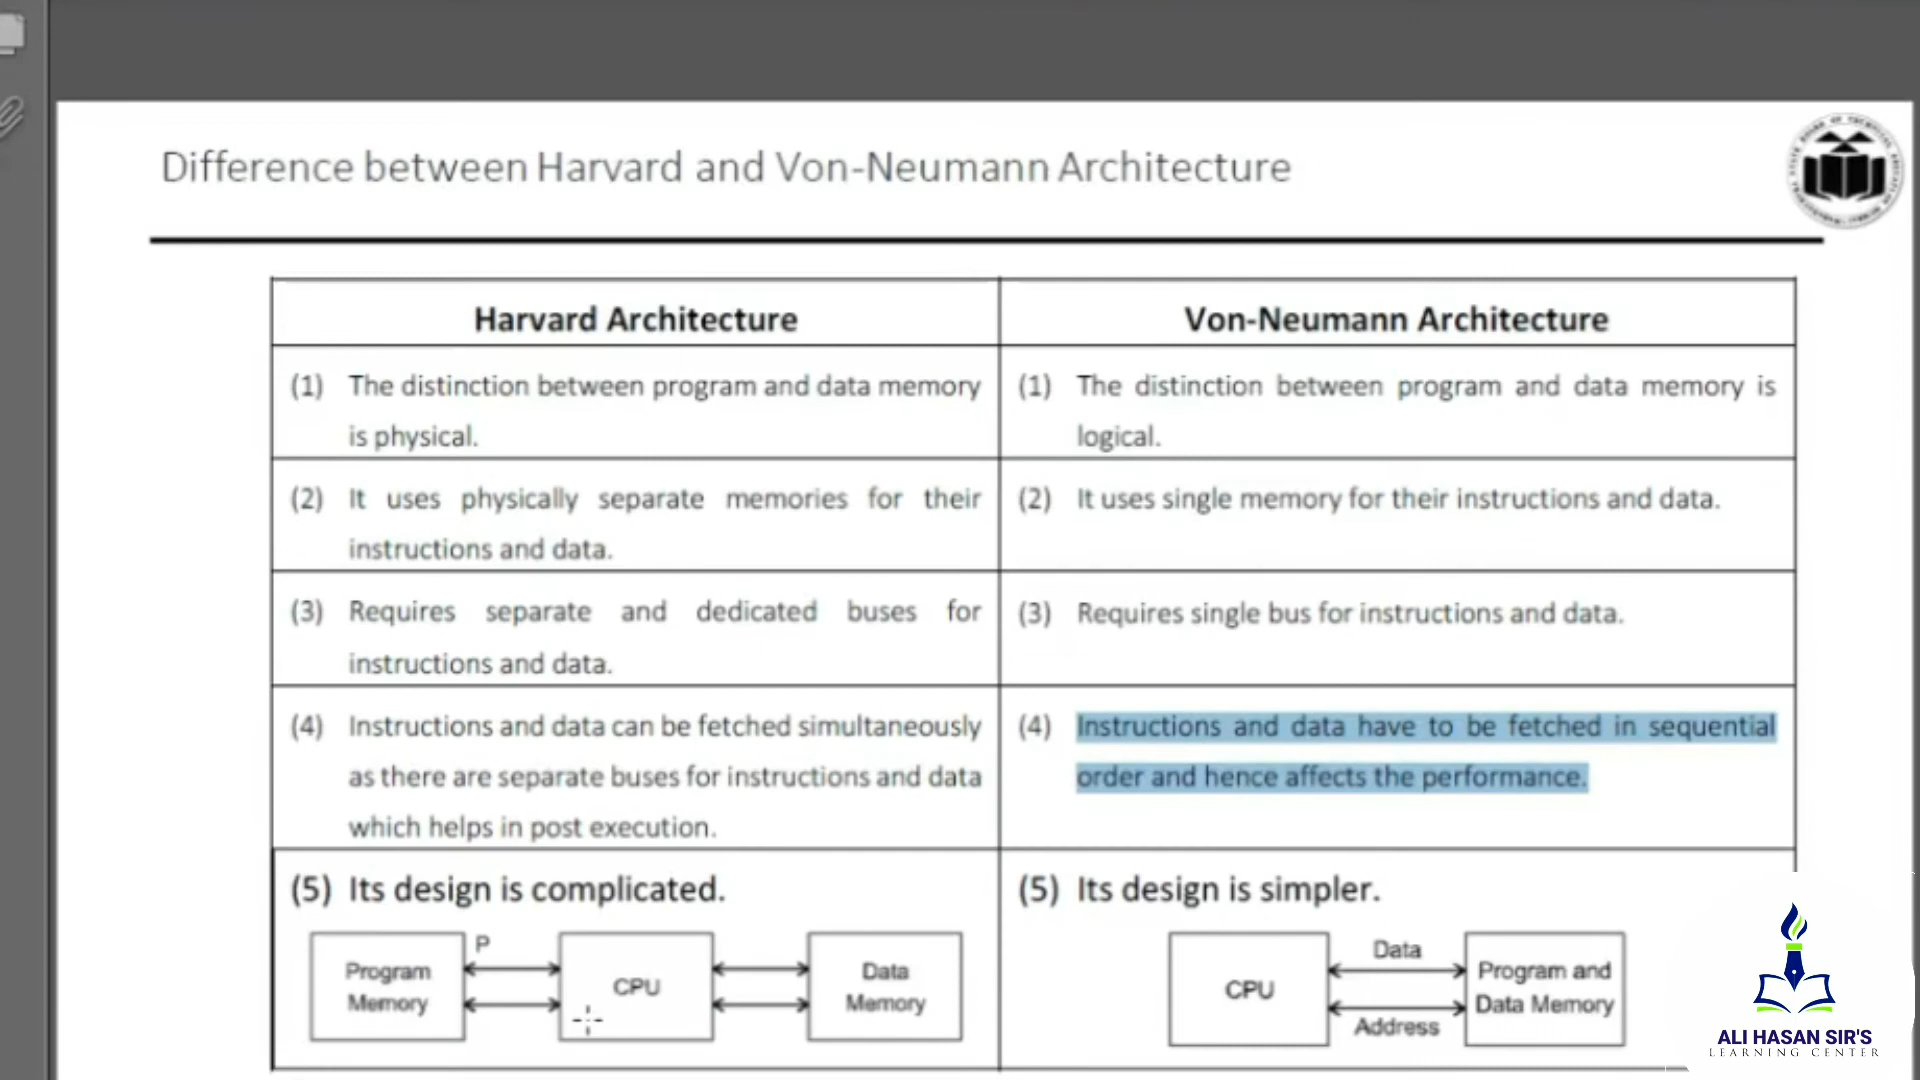 Difference between Harvard and Von-Neumann Architecture
Harvard Architecture
Von-Neumann Architecture
(1) The distinction between program and data memory
is physical.
(1) The distinction between program and data memory is
logical.
(2) It uses physically separate memories for their
instructions and data.
(2) It uses single memory for their instructions and data.
(3) Requires separate and dedicated buses for
instructions and data.
(3) Requires single bus for instructions and data.
(4) Instructions and data can be fetched simultaneously
as there are separate buses for instructions and data
which helps in post execution.
(4) Instructions and data have to be fetched in sequential
order and hence affects the performance.
(5) Its design is complicated.
Program
Memory
P
CPU
Data
Memory
(5) Its design is simpler.
CPU
Data
Address
Program and
Data Memory
ALI HASAN SIR'S
LEARNING CENTER